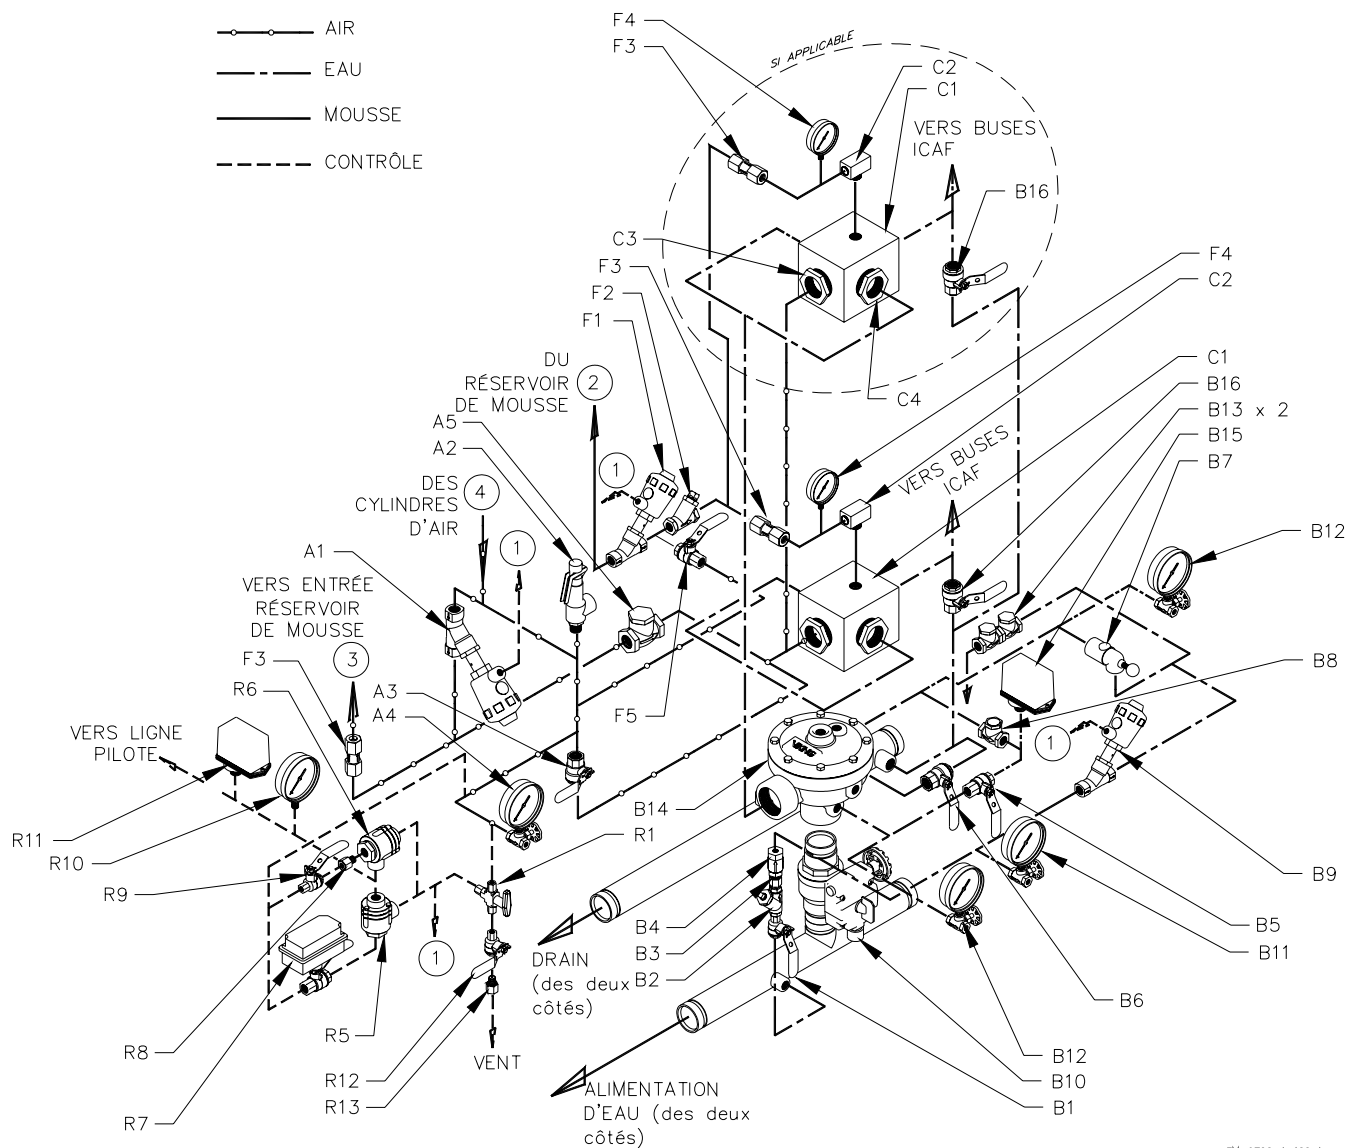 AIR
EAU
MOUSSE
CONTRÔLE
F4
F3
SI APPLICABLE
C2
C1
VERS BUSES
ICAF
B16
C3
F3
F2
F1
F4
C2
DU
RÉSERVOIR
DE MOUSSE
2
C4
C1
B16
B13 x 2
B15
B7
A5
A2
1
VERS BUSES
ICAF
DES
CYLINDRES
D'AIR
4
B12
A1
1
VERS ENTRÉE
RÉSERVOIR
DE MOUSSE
3
F3
R6
A3
A4
F5
B8
1
VERS LIGNE
PILOTE
B14
R1
R11
R10
R9
B9
B4
B3
B2
B5
B11
1
DRAIN
(des deux
côtés)
B6
R8
R5
R12
R13
VENT
R7
ALIMENTATION
D'EAU (des deux
côtés)
B12
B10
B1